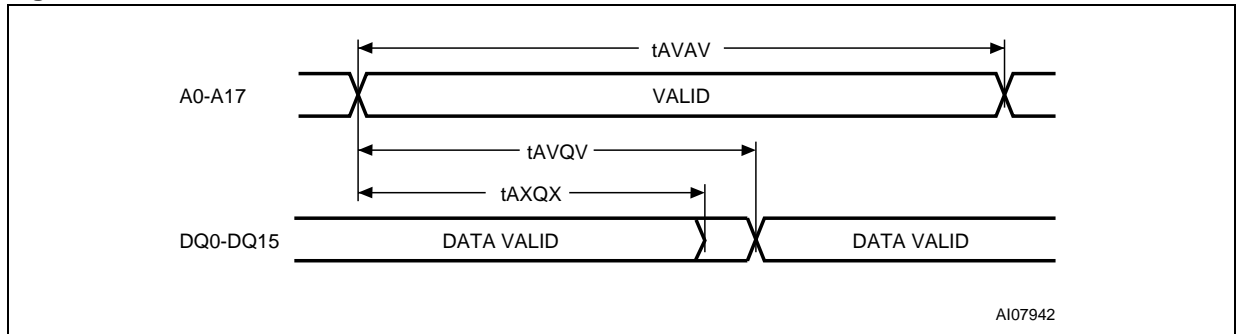 tAVAV
A0-A17
VALID
tAVQV
tAXQX
DQ0-DQ15
DATA VALID
DATA VALID
AI07942